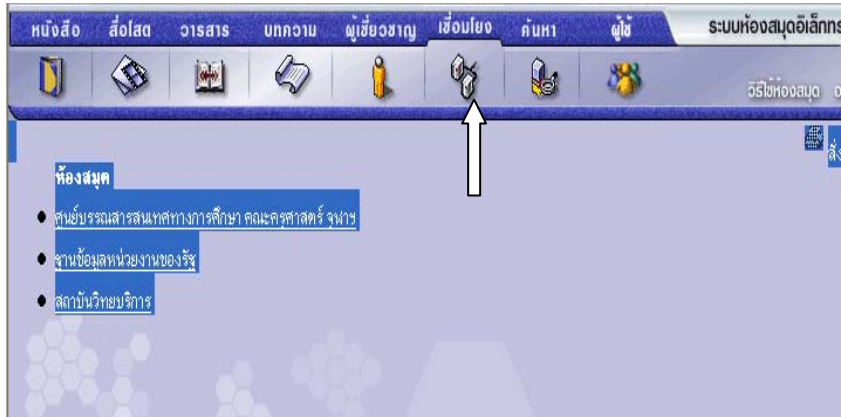 หนังสือ สื่อโสต วารสาร บทความ ผู้เชี่ยวชาญ เชื่อมโยง ค้นหา ผู้ใช้ ระบบห้องสมุดอิเล็กทร
วิธีใช้ห้องสมุด
ห้องสมุด
ศูนย์บรรณสารสนเทศทางการศึกษา คณะครุศาสตร์ จุฬาฯ
ฐานข้อมูลหน่วยงานของรัฐ
สถาบันวิทยบริการ